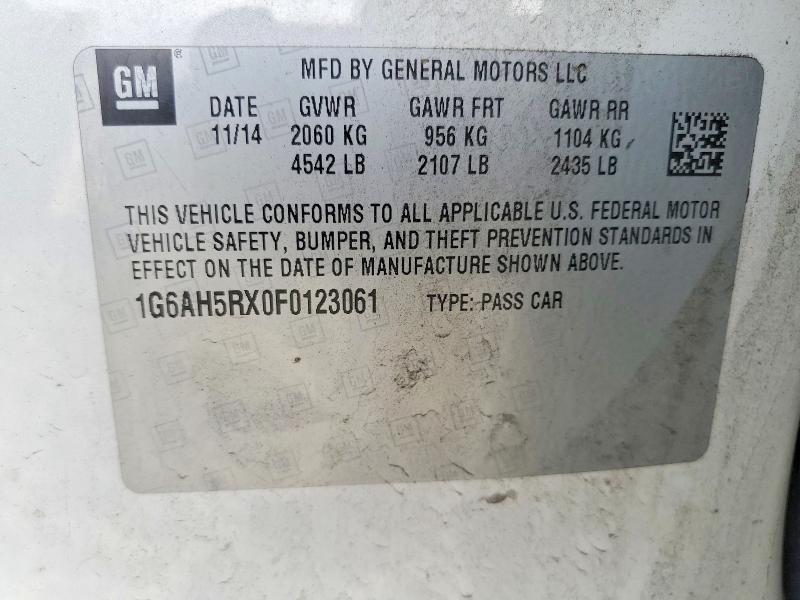 GM
MFD BY GENERAL MOTORS LLC
DATE GVWR GAWR FRT GAWR RR
11/14 2060 KG 956 KG 1104 KG
4542 LB 2107 LB 2435 LB
THIS VEHICLE CONFORMS TO ALL APPLICABLE U.S. FEDERAL MOTOR
VEHICLE SAFETY, BUMPER, AND THEFT PREVENTION STANDARDS IN
EFFECT ON THE DATE OF MANUFACTURE SHOWN ABOVE.
1G6AH5RX0F0123061 TYPE: PASS CAR